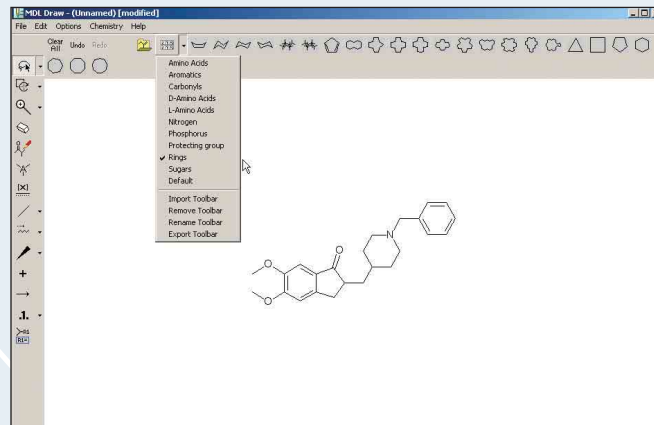 MDL Draw - (Unnamed) [modified]
File Edit Options Chemistry Help
Clear All Undo Redo
Amino Acids
Aromatics
Carbonyls
D-Amino Acids
L-Amino Acids
Nitrogen
Phosphorus
Protecting group
Rings
Sugars
Default
Import Toolbar
Remove Toolbar
Rename Toolbar
Export Toolbar
[X]
.1.
R1=
O
N
O
O